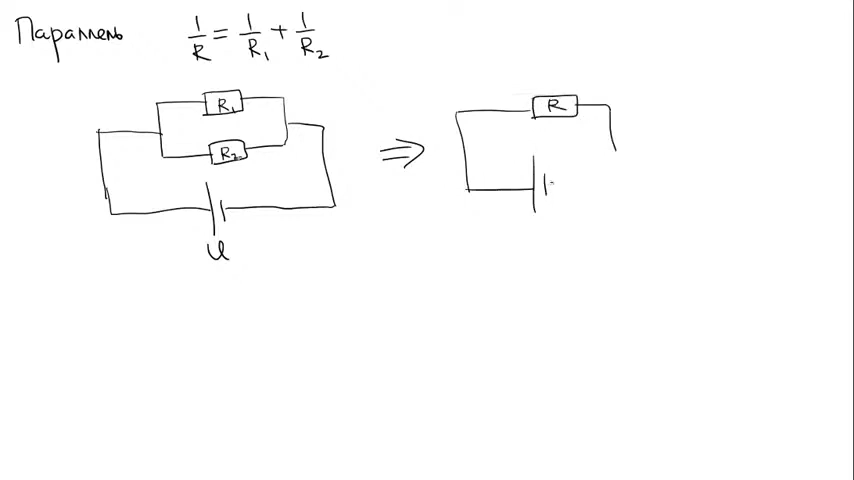 Параллель 1/R = 1/R₁ + 1/R₂
R₁
R
R₂
U